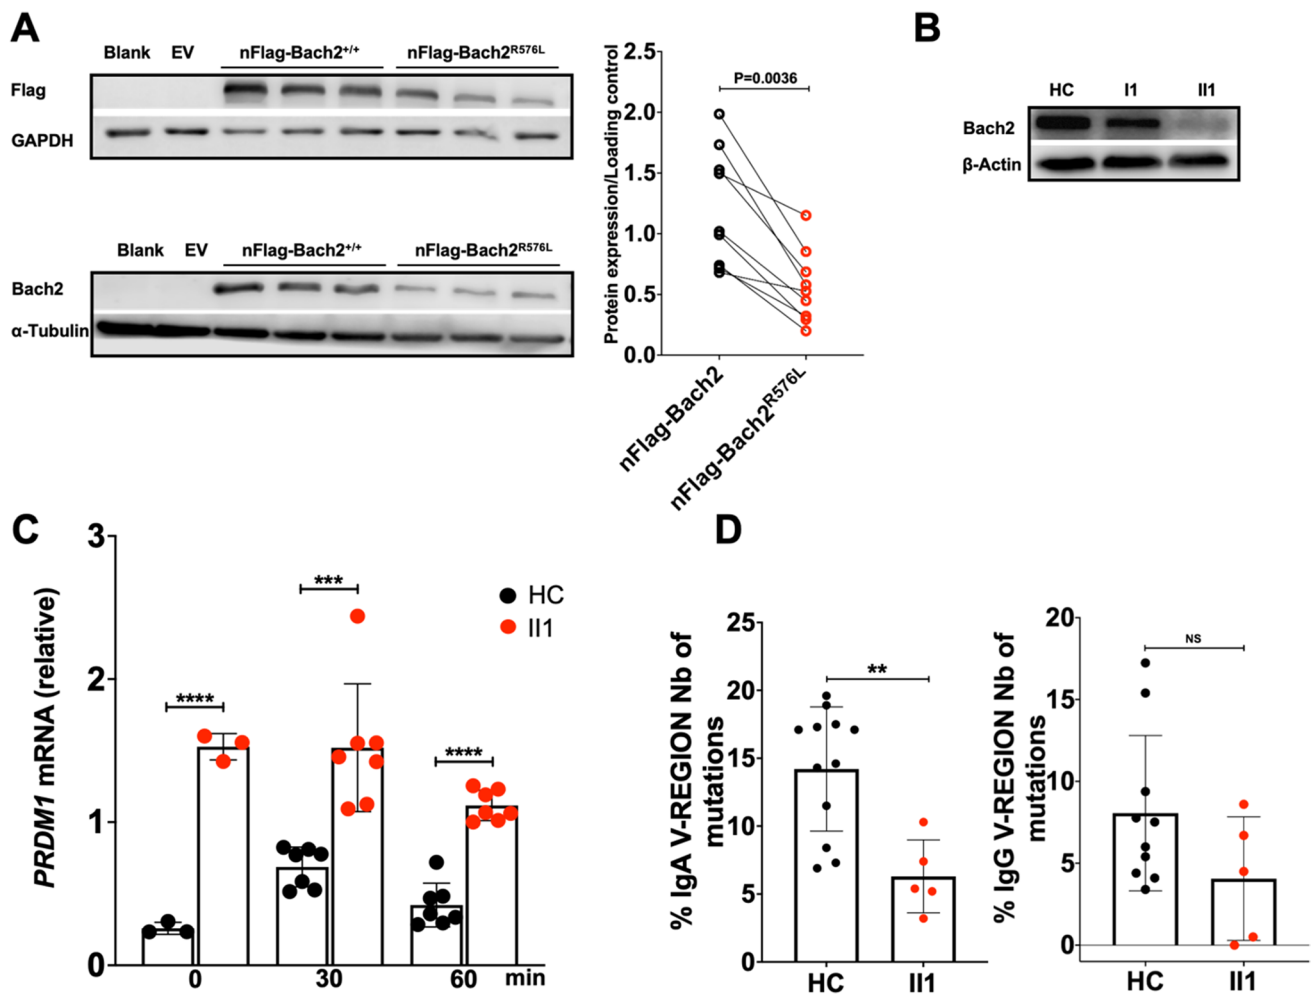 A
Blank EV nFlag-Bach2+/+ nFlag-Bach2R576L
Flag
GAPDH
Blank EV nFlag-Bach2+/+ nFlag-Bach2R576L
Bach2
α-Tubulin
Protein expression/Loading control
2.5
2.0
1.5
1.0
0.5
0.0
P=0.0036
nFlag-Bach2
nFlag-Bach2R576L
B
HC I1 II1
Bach2
β-Actin
C
PRDM1 mRNA (relative)
3
2
1
0
****
***
****
HC
II1
0 30 60 min
D
% IgA V-REGION Nb of
mutations
25
20
15
10
5
0
**
HC II1
% IgG V-REGION Nb of
mutations
20
15
10
5
0
NS
HC II1